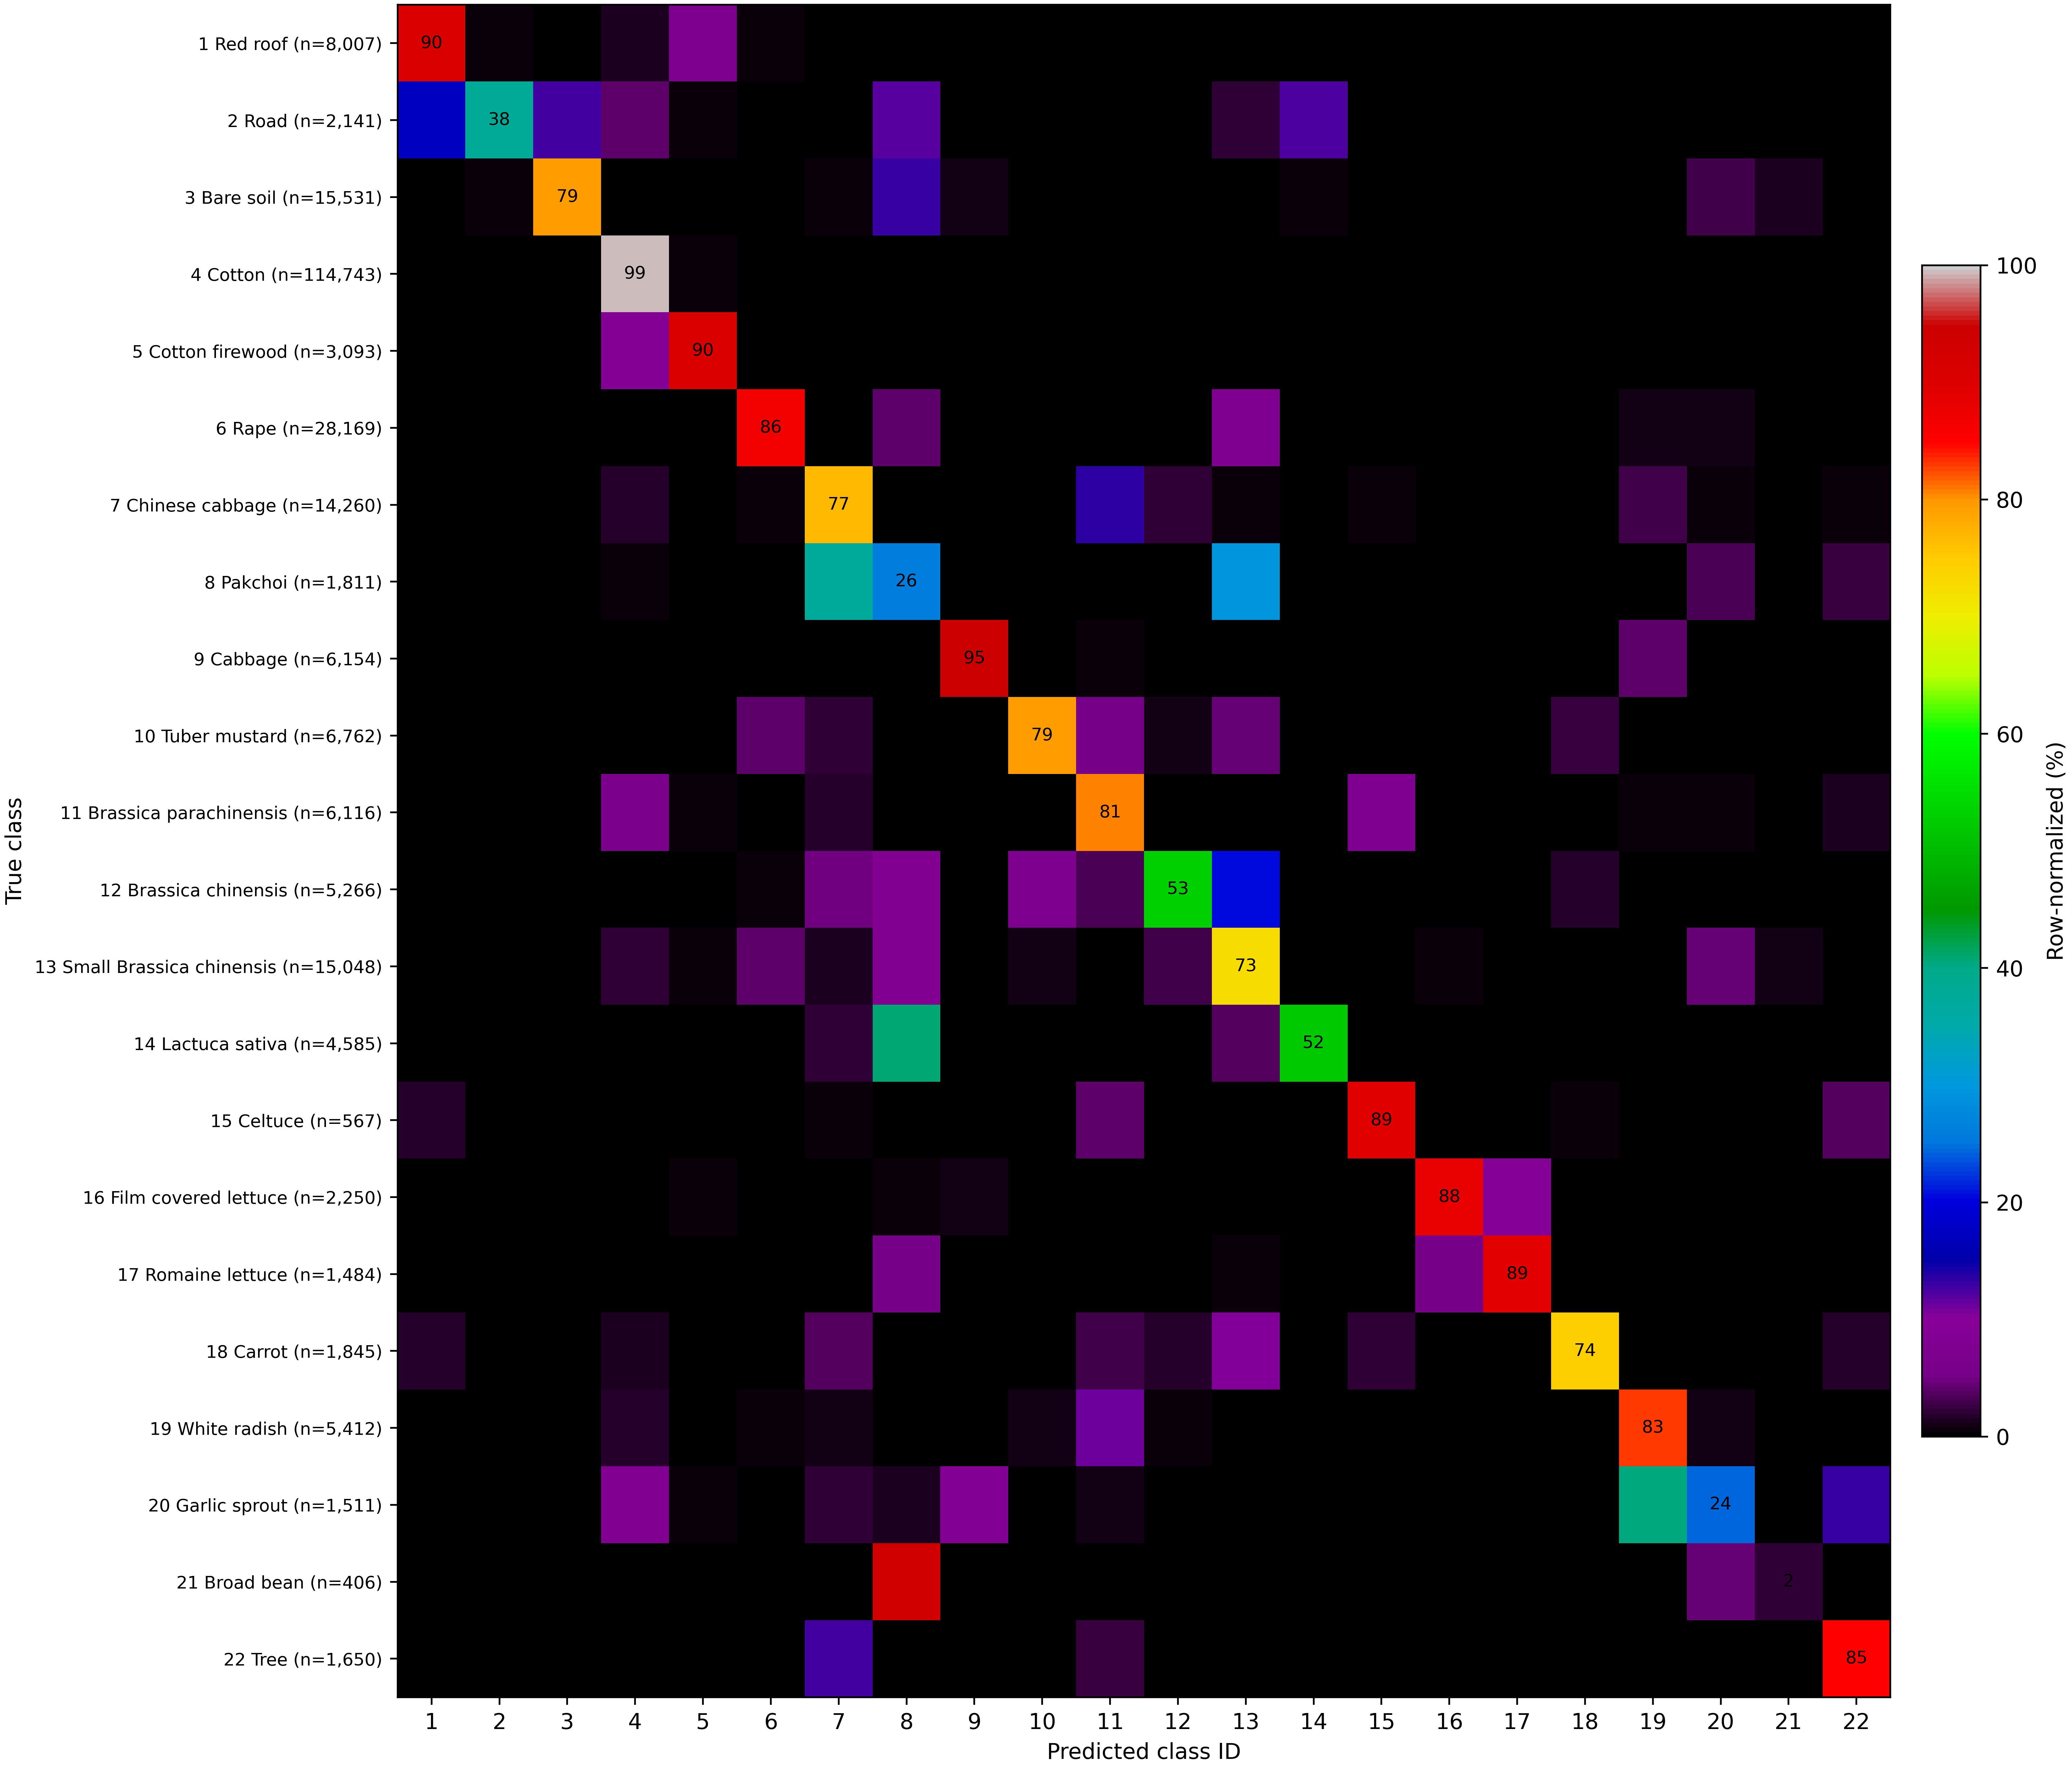 1 Red roof (n=8,007)
90
2 Road (n=2,141)
38
3 Bare soil (n=15,531)
79
4 Cotton (n=114,743)
99
5 Cotton firewood (n=3,093)
90
6 Rape (n=28,169)
86
7 Chinese cabbage (n=14,260)
77
8 Pakchoi (n=1,811)
26
9 Cabbage (n=6,154)
95
10 Tuber mustard (n=6,762)
79
11 Brassica parachinensis (n=6,116)
81
12 Brassica chinensis (n=5,266)
53
13 Small Brassica chinensis (n=15,048)
73
14 Lactuca sativa (n=4,585)
52
15 Celtuce (n=567)
89
16 Film covered lettuce (n=2,250)
88
17 Romaine lettuce (n=1,484)
89
18 Carrot (n=1,845)
74
19 White radish (n=5,412)
83
20 Garlic sprout (n=1,511)
24
21 Broad bean (n=406)
2
22 Tree (n=1,650)
85
True class
1 2 3 4 5 6 7 8 9 10 11 12 13 14 15 16 17 18 19 20 21 22
Predicted class ID
100
80
60
40
20
0
Row-normalized (%)